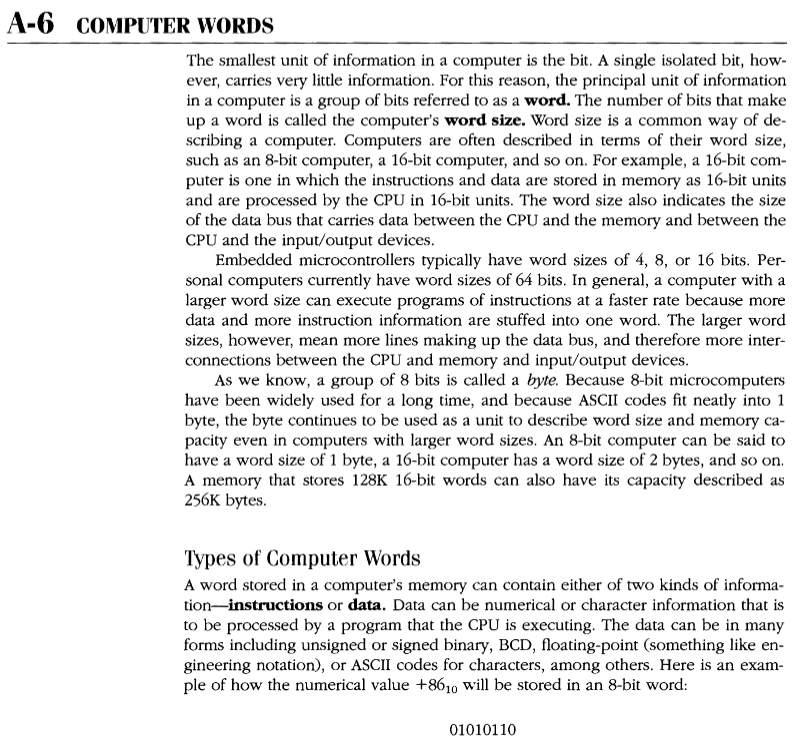 A-6 COMPUTER WORDS
The smallest unit of information in a computer is the bit. A single isolated bit, how-
ever, carries very little information. For this reason, the principal unit of information
in a computer is a group of bits referred to as a word. The number of bits that make
up a word is called the computer's word size. Word size is a common way of de-
scribing a computer. Computers are often described in terms of their word size,
such as an 8-bit computer, a 16-bit computer, and so on. For example, a 16-bit com-
puter is one in which the instructions and data are stored in memory as 16-bit units
and are processed by the CPU in 16-bit units. The word size also indicates the size
of the data bus that carries data between the CPU and the memory and between the
CPU and the input/output devices.
Embedded microcontrollers typically have word sizes of 4, 8, or 16 bits. Per-
sonal computers currently have word sizes of 64 bits. In general, a computer with a
larger word size can execute programs of instructions at a faster rate because more
data and more instruction information are stuffed into one word. The larger word
sizes, however, mean more lines making up the data bus, and therefore more inter-
connections between the CPU and memory and input/output devices.
As we know, a group of 8 bits is called a byte. Because 8-bit microcomputers
have been widely used for a long time, and because ASCII codes fit neatly into 1
byte, the byte continues to be used as a unit to describe word size and memory ca-
pacity even in computers with larger word sizes. An 8-bit computer can be said to
have a word size of 1 byte, a 16-bit computer has a word size of 2 bytes, and so on.
A memory that stores 128K 16-bit words can also have its capacity described as
256K bytes.
Types of Computer Words
A word stored in a computer's memory can contain either of two kinds of informa-
tion—instructions or data. Data can be numerical or character information that is
to be processed by a program that the CPU is executing. The data can be in many
forms including unsigned or signed binary, BCD, floating-point (something like en-
gineering notation), or ASCII codes for characters, among others. Here is an exam-
ple of how the numerical value +86₁₀ will be stored in an 8-bit word:
01010110